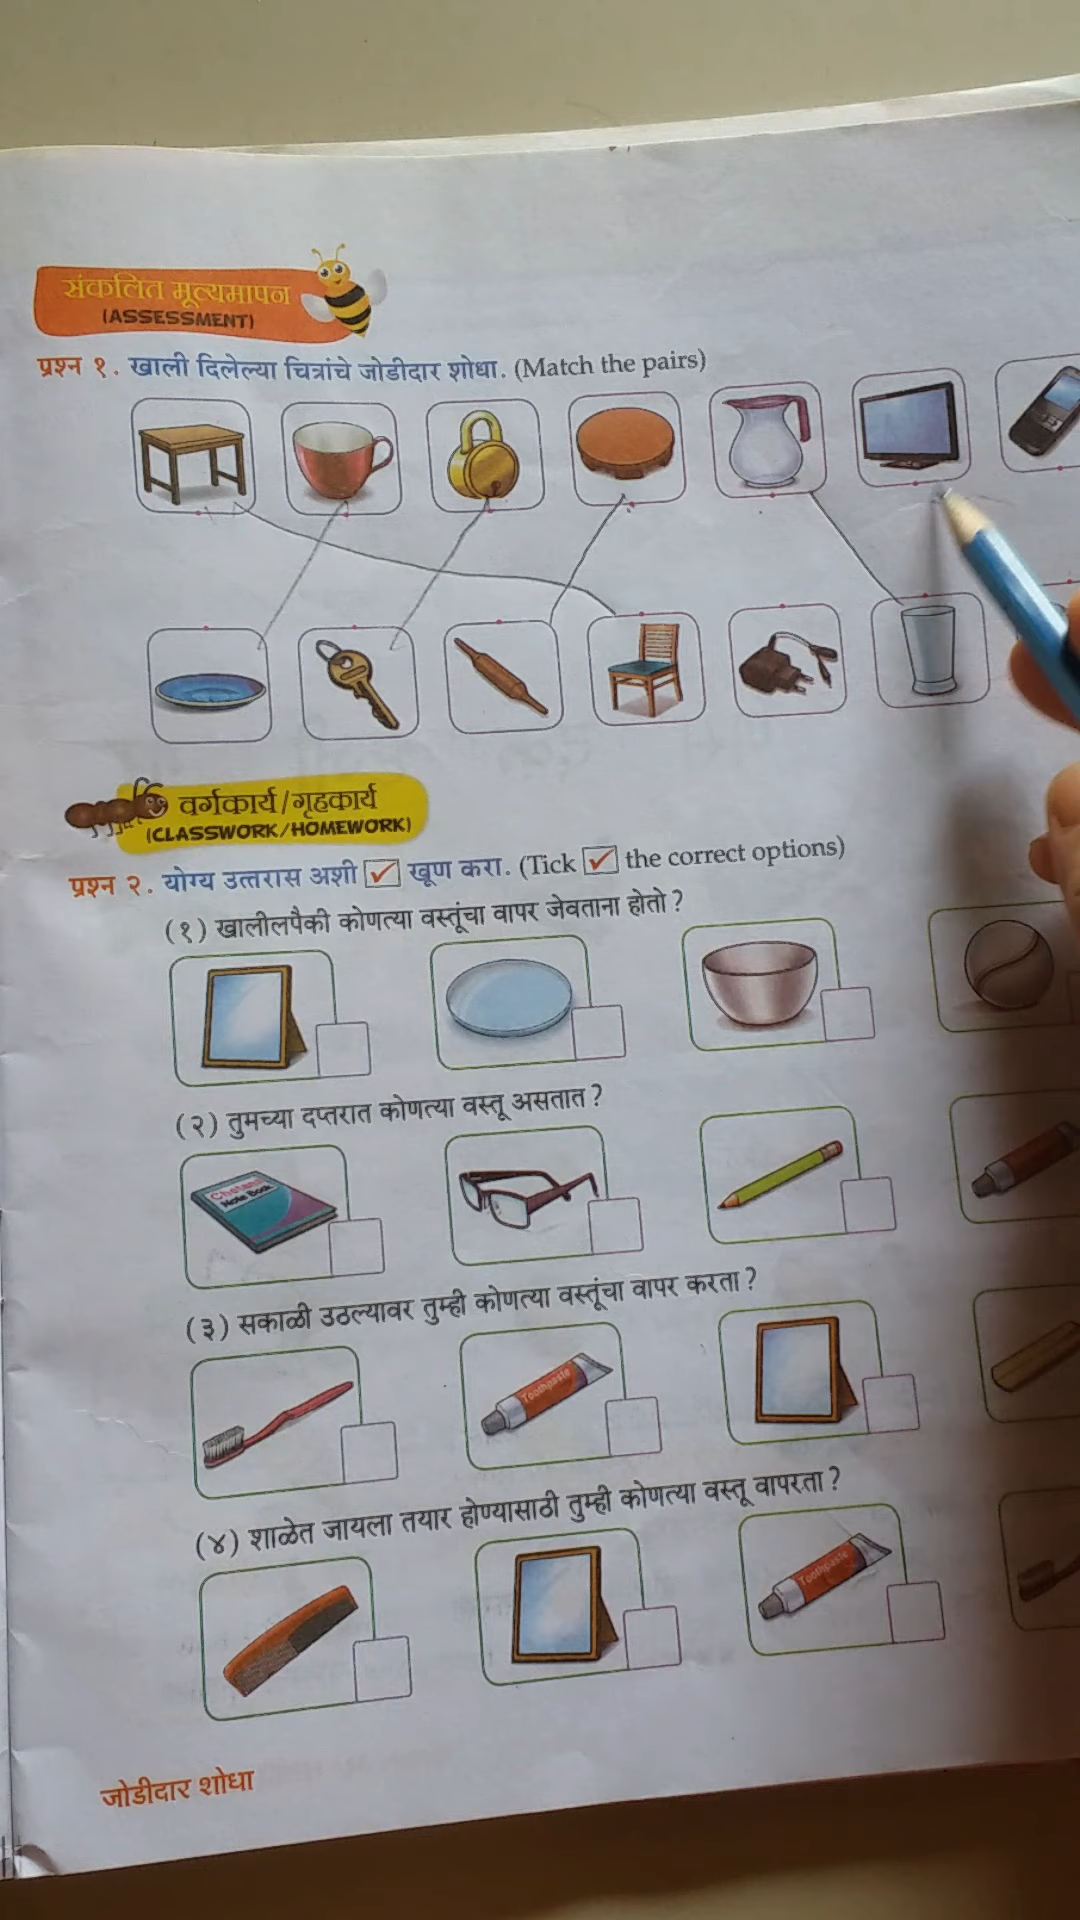 संकलित मूल्यमापन
(ASSESSMENT)
प्रश्न १. खाली दिलेल्या चित्रांचे जोडीदार शोधा. (Match the pairs)
वर्गकार्य/गृहकार्य
(CLASSWORK/HOMEWORK)
प्रश्न २. योग्य उत्तरास अशी ✓ खूण करा. (Tick ✓ the correct options)
(१) खालीलपैकी कोणत्या वस्तूंचा वापर जेवताना होतो?
(२) तुमच्या दप्तरात कोणत्या वस्तू असतात?
Chetana
Note Book
(३) सकाळी उठल्यावर तुम्ही कोणत्या वस्तूंचा वापर करता?
Toothpaste
(४) शाळेत जायला तयार होण्यासाठी तुम्ही कोणत्या वस्तू वापरता?
Toothpaste
जोडीदार शोधा